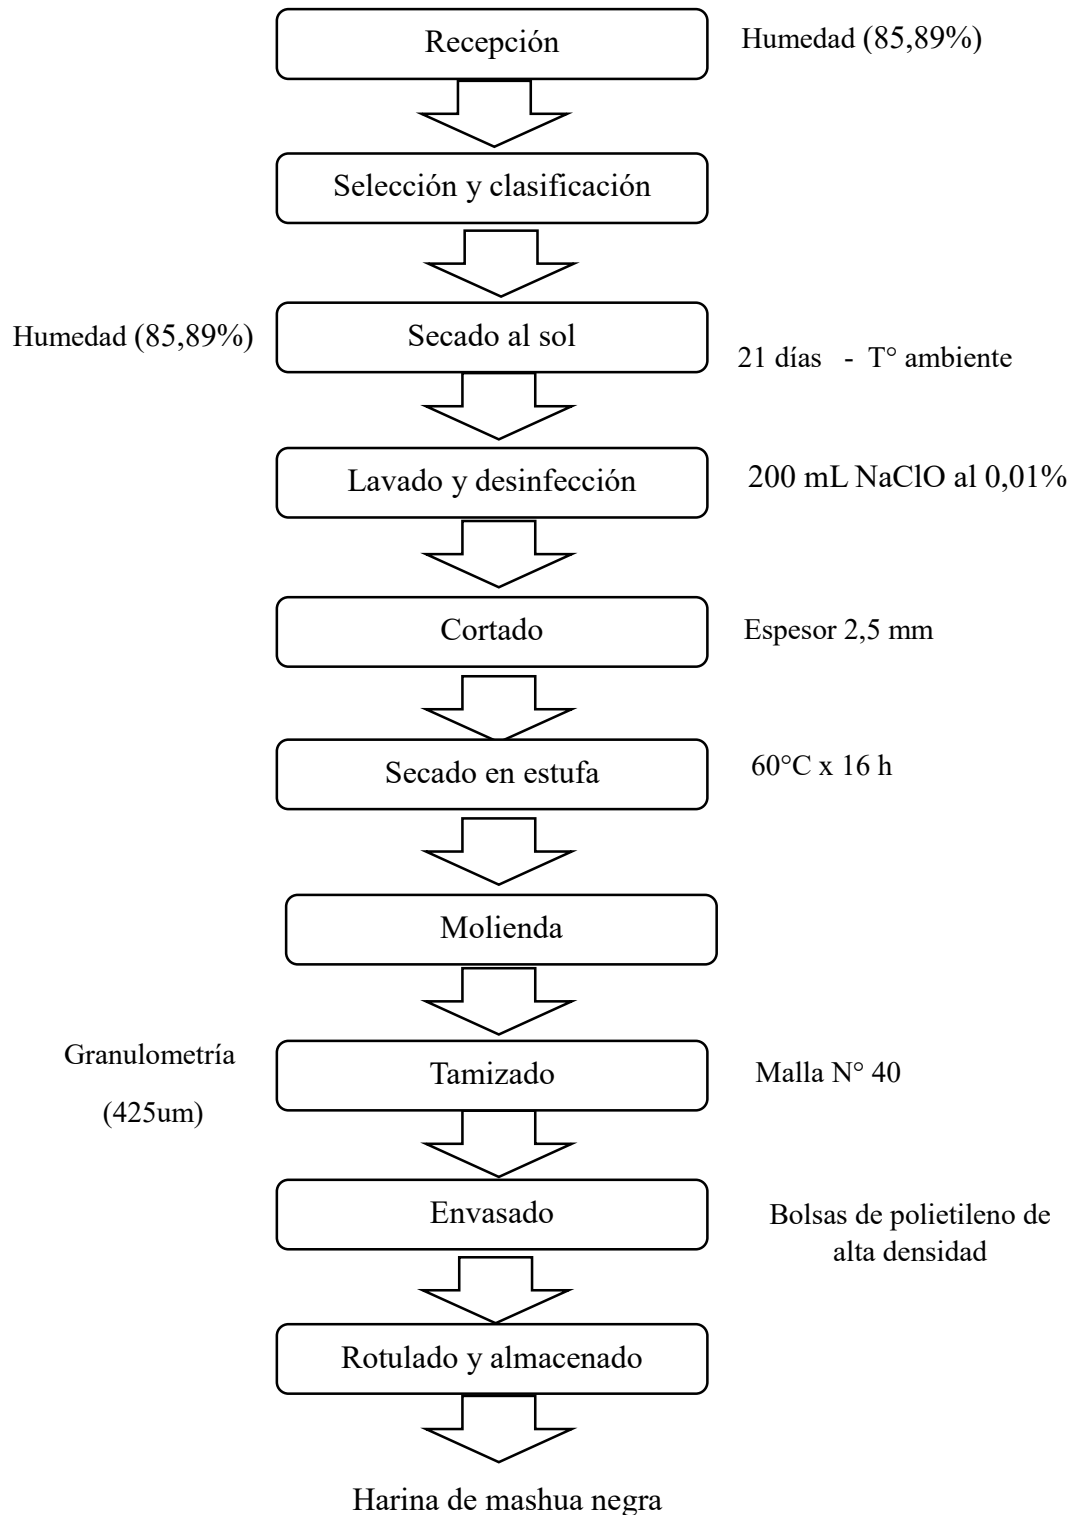 Recepción
Humedad (85,89%)
Selección y clasificación
Humedad (85,89%)
Secado al sol
21 días - T° ambiente
Lavado y desinfección
200 mL NaClO al 0,01%
Cortado
Espesor 2,5 mm
Secado en estufa
60°C x 16 h
Molienda
Granulometría
(425um)
Tamizado
Malla N° 40
Envasado
Bolsas de polietileno de
alta densidad
Rotulado y almacenado
Harina de mashua negra